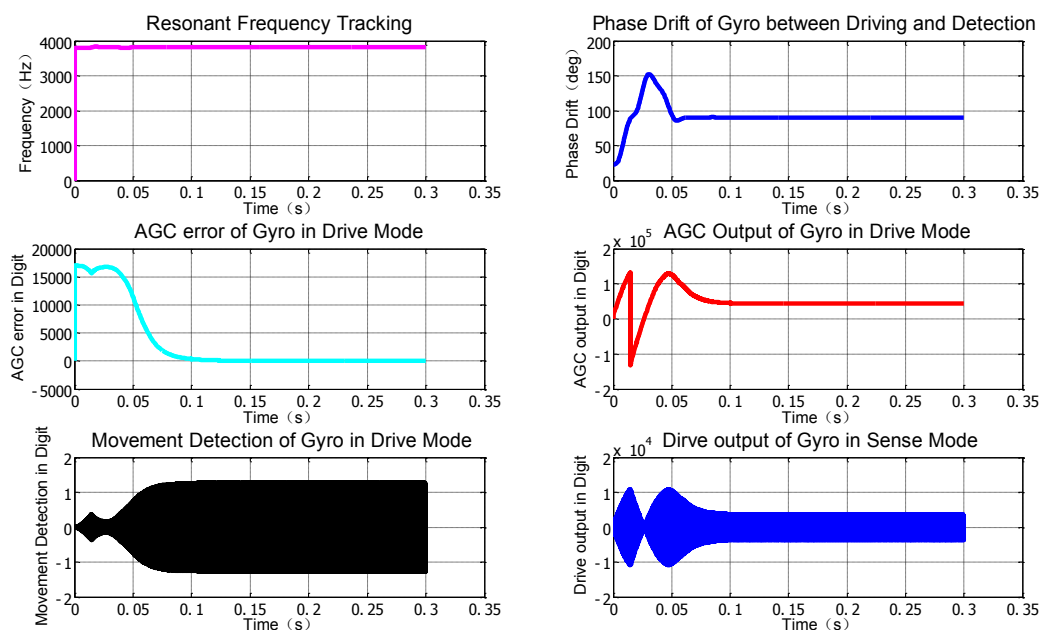 Resonant Frequency Tracking
Frequency（Hz）
4000
3000
2000
1000
0
0 0.05 0.1 0.15 0.2 0.25 0.3 0.35
Time（s）
Phase Drift of Gyro between Driving and Detection
Phase Drift（deg）
200
150
100
50
0
0 0.05 0.1 0.15 0.2 0.25 0.3 0.35
Time（s）
AGC error of Gyro in Drive Mode
AGC error in Digit
20000
15000
10000
5000
0
-5000
0 0.05 0.1 0.15 0.2 0.25 0.3 0.35
Time（s）
AGC Output of Gyro in Drive Mode
x 10^5
AGC output in Digit
2
1
0
-1
-2
0 0.05 0.1 0.15 0.2 0.25 0.3 0.35
Time（s）
Movement Detection of Gyro in Drive Mode
Movement Detection in Digit
2
1
0
-1
-2
0 0.05 0.1 0.15 0.2 0.25 0.3 0.35
Time（s）
Dirve output of Gyro in Sense Mode
x 10^4
Drive output in Digit
2
1
0
-1
-2
0 0.05 0.1 0.15 0.2 0.25 0.3 0.35
Time（s）